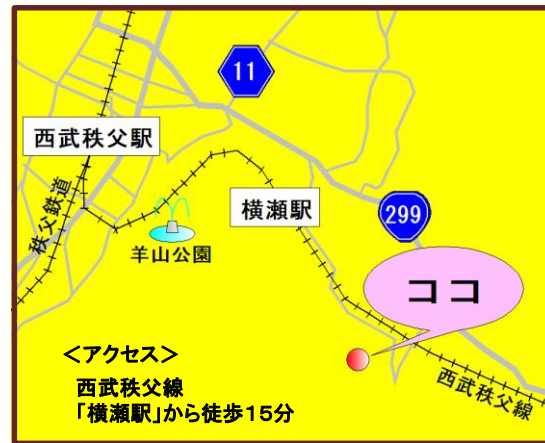 11
西武秩父駅
横瀬駅
秩父鉄道
299
羊山公園
ココ
<アクセス>
西武秩父線
「横瀬駅」から徒歩15分
西武秩父線